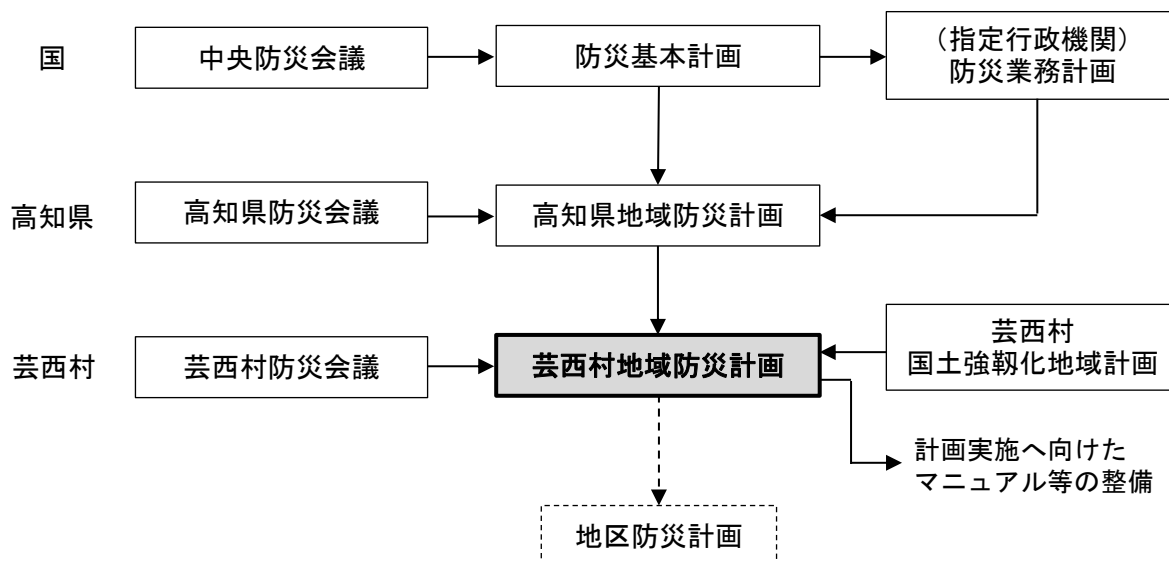 国
中央防災会議
防災基本計画
（指定行政機関）
防災業務計画
高知県
高知県防災会議
高知県地域防災計画
芸西村
芸西村防災会議
芸西村地域防災計画
芸西村
国土強靱化地域計画
計画実施へ向けた
マニュアル等の整備
地区防災計画